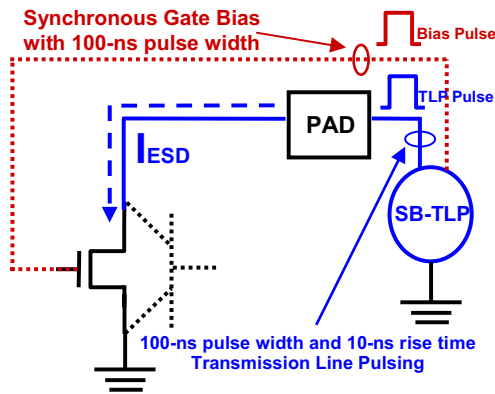 Synchronous Gate Bias
with 100-ns pulse width
Bias Pulse
TLP Pulse
PAD
IESD
SB-TLP
100-ns pulse width and 10-ns rise time
Transmission Line Pulsing